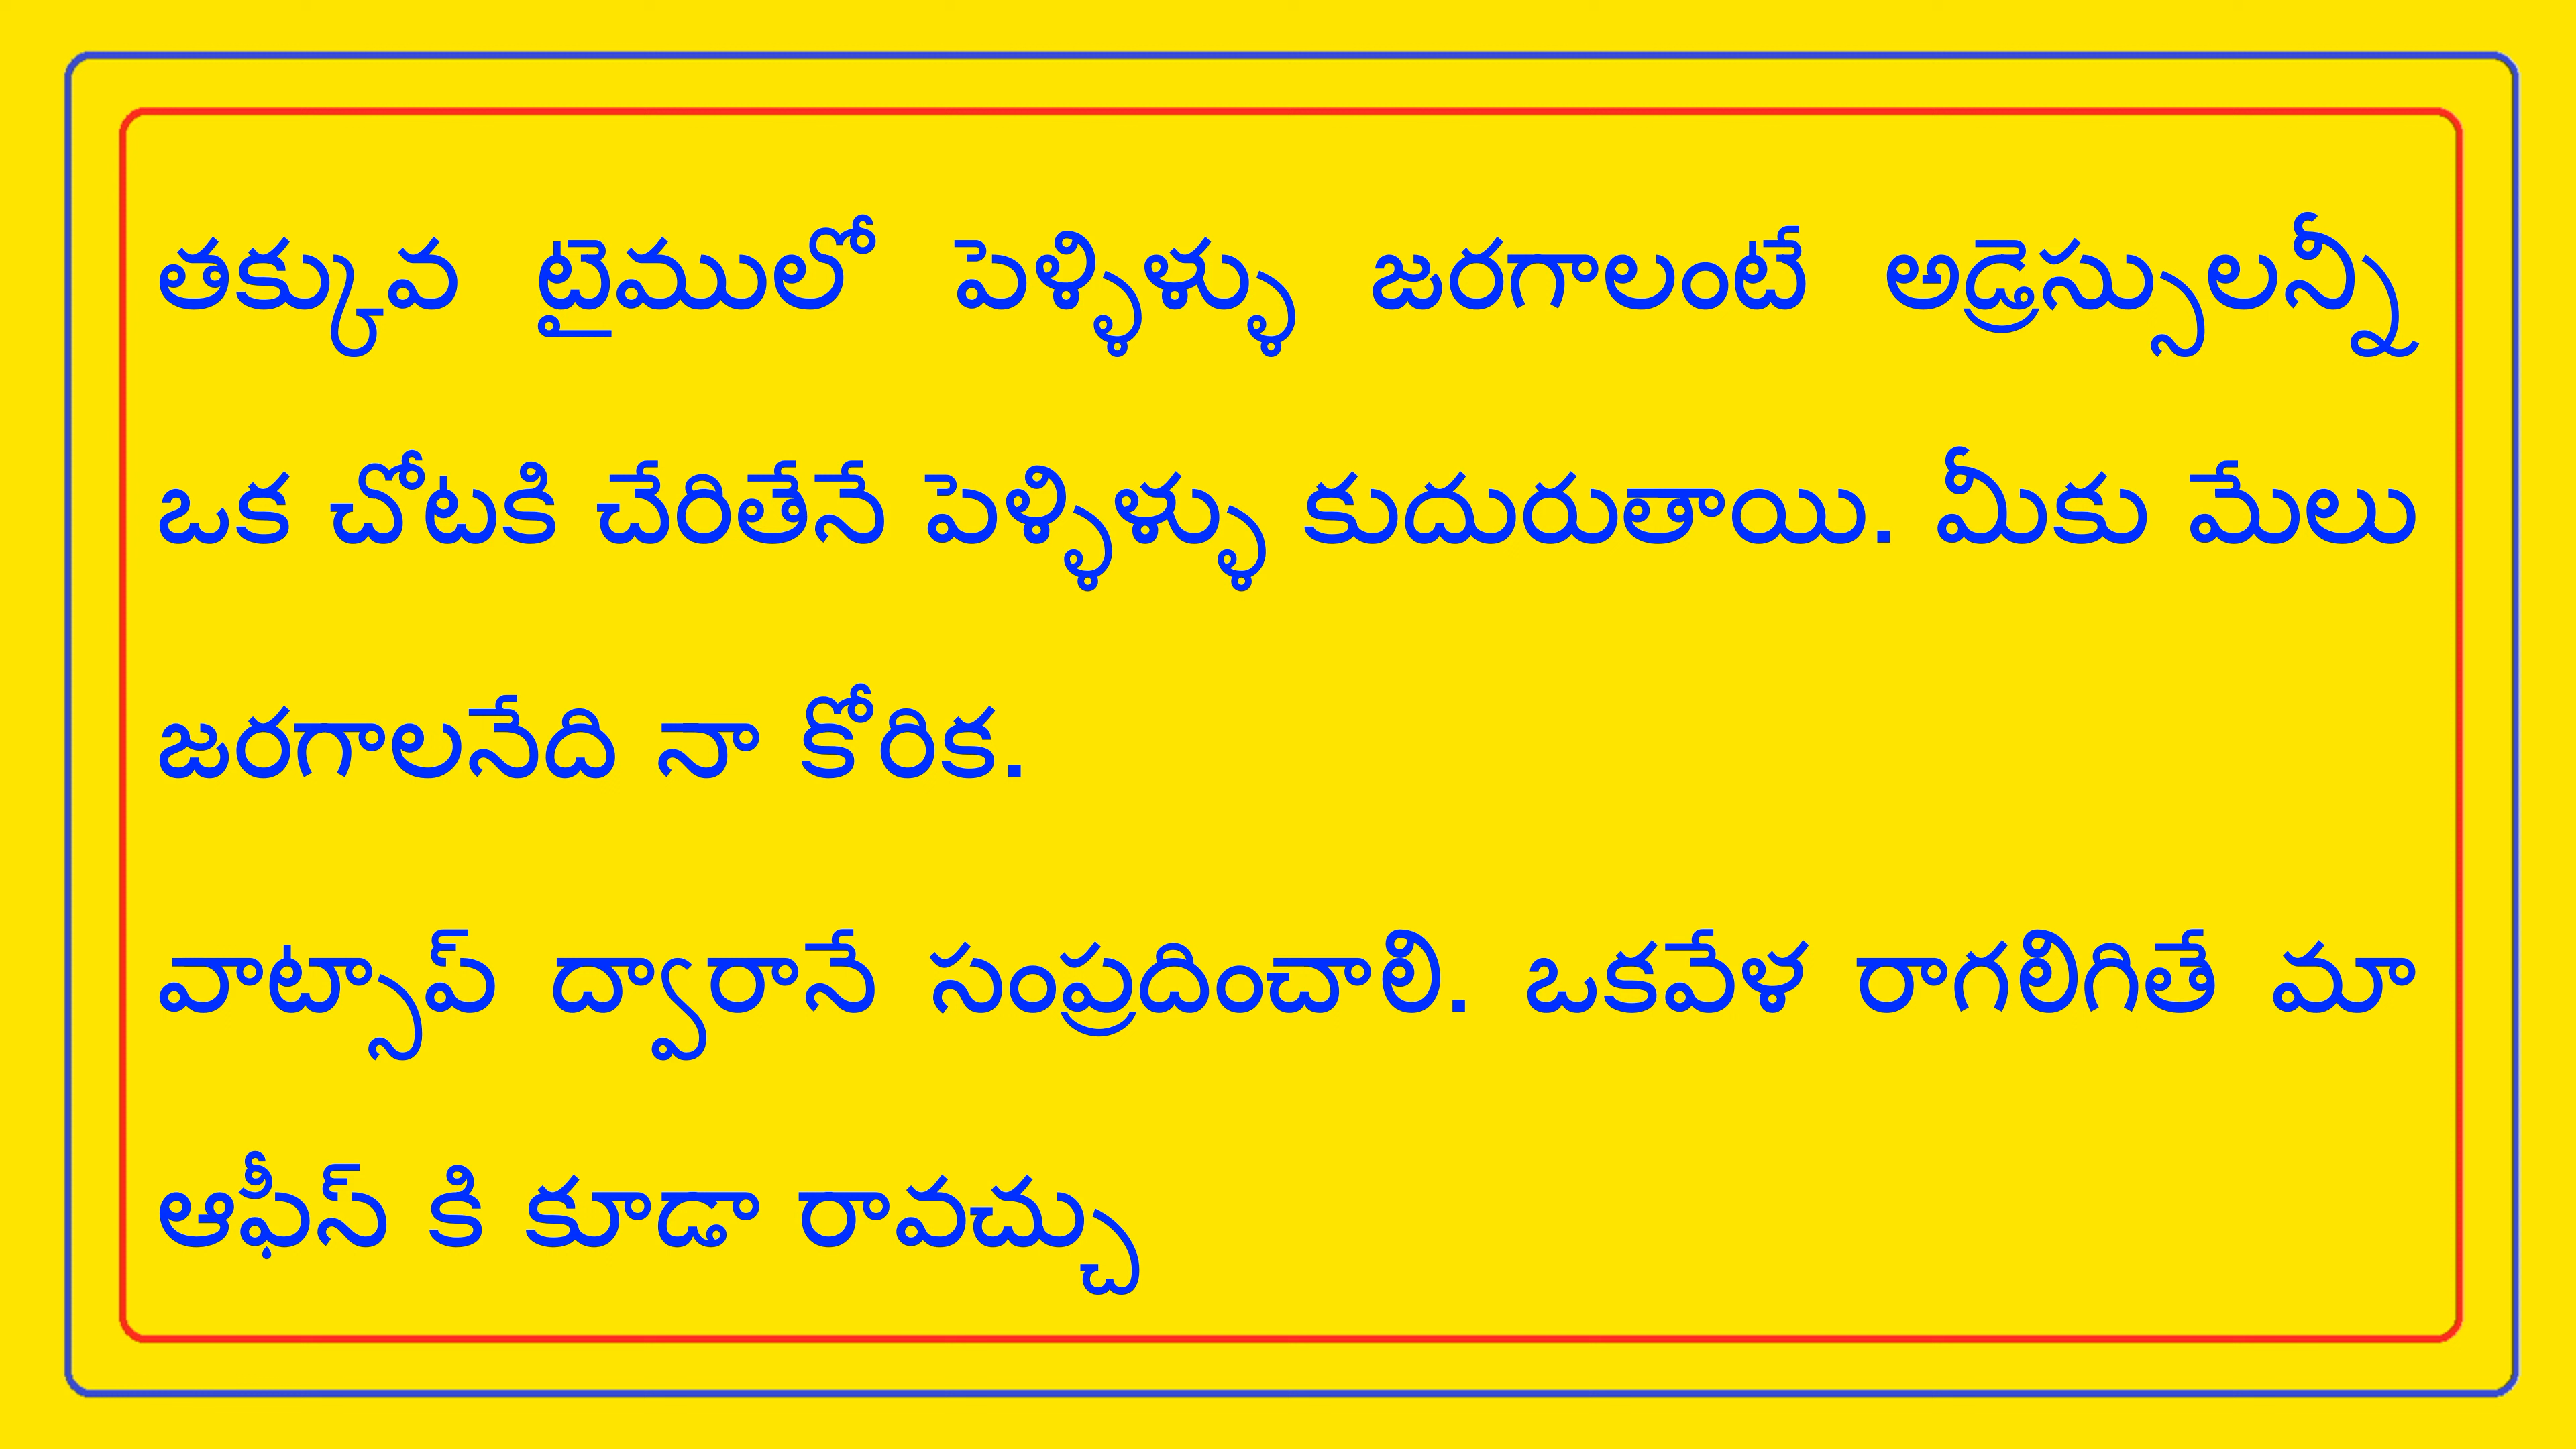 తక్కువ టైములో పెళ్ళిళ్ళు జరగాలంటే అడ్రెస్సులన్నీ
ఒక చోటకి చేరితేనే పెళ్ళిళ్ళు కుదురుతాయి. మీకు మేలు
జరగాలనేది నా కోరిక.
వాట్సాప్ ద్వారానే సంప్రదించాలి. ఒకవేళ రాగలిగితే మా
ఆఫీస్ కి కూడా రావచ్చు